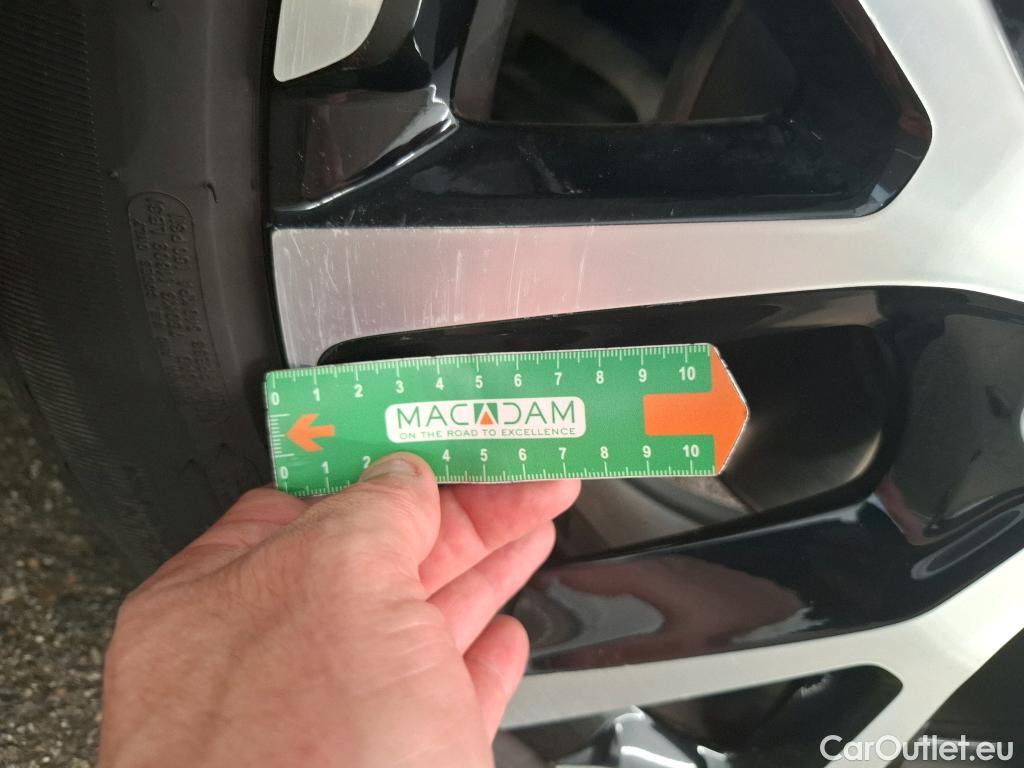 0 1 2 3 4 5 6 7 8 9 10
MACADAM
ON THE ROAD TO EXCELLENCE
0 1 2 4 5 6 7 8 9 10
CarOutlet.eu